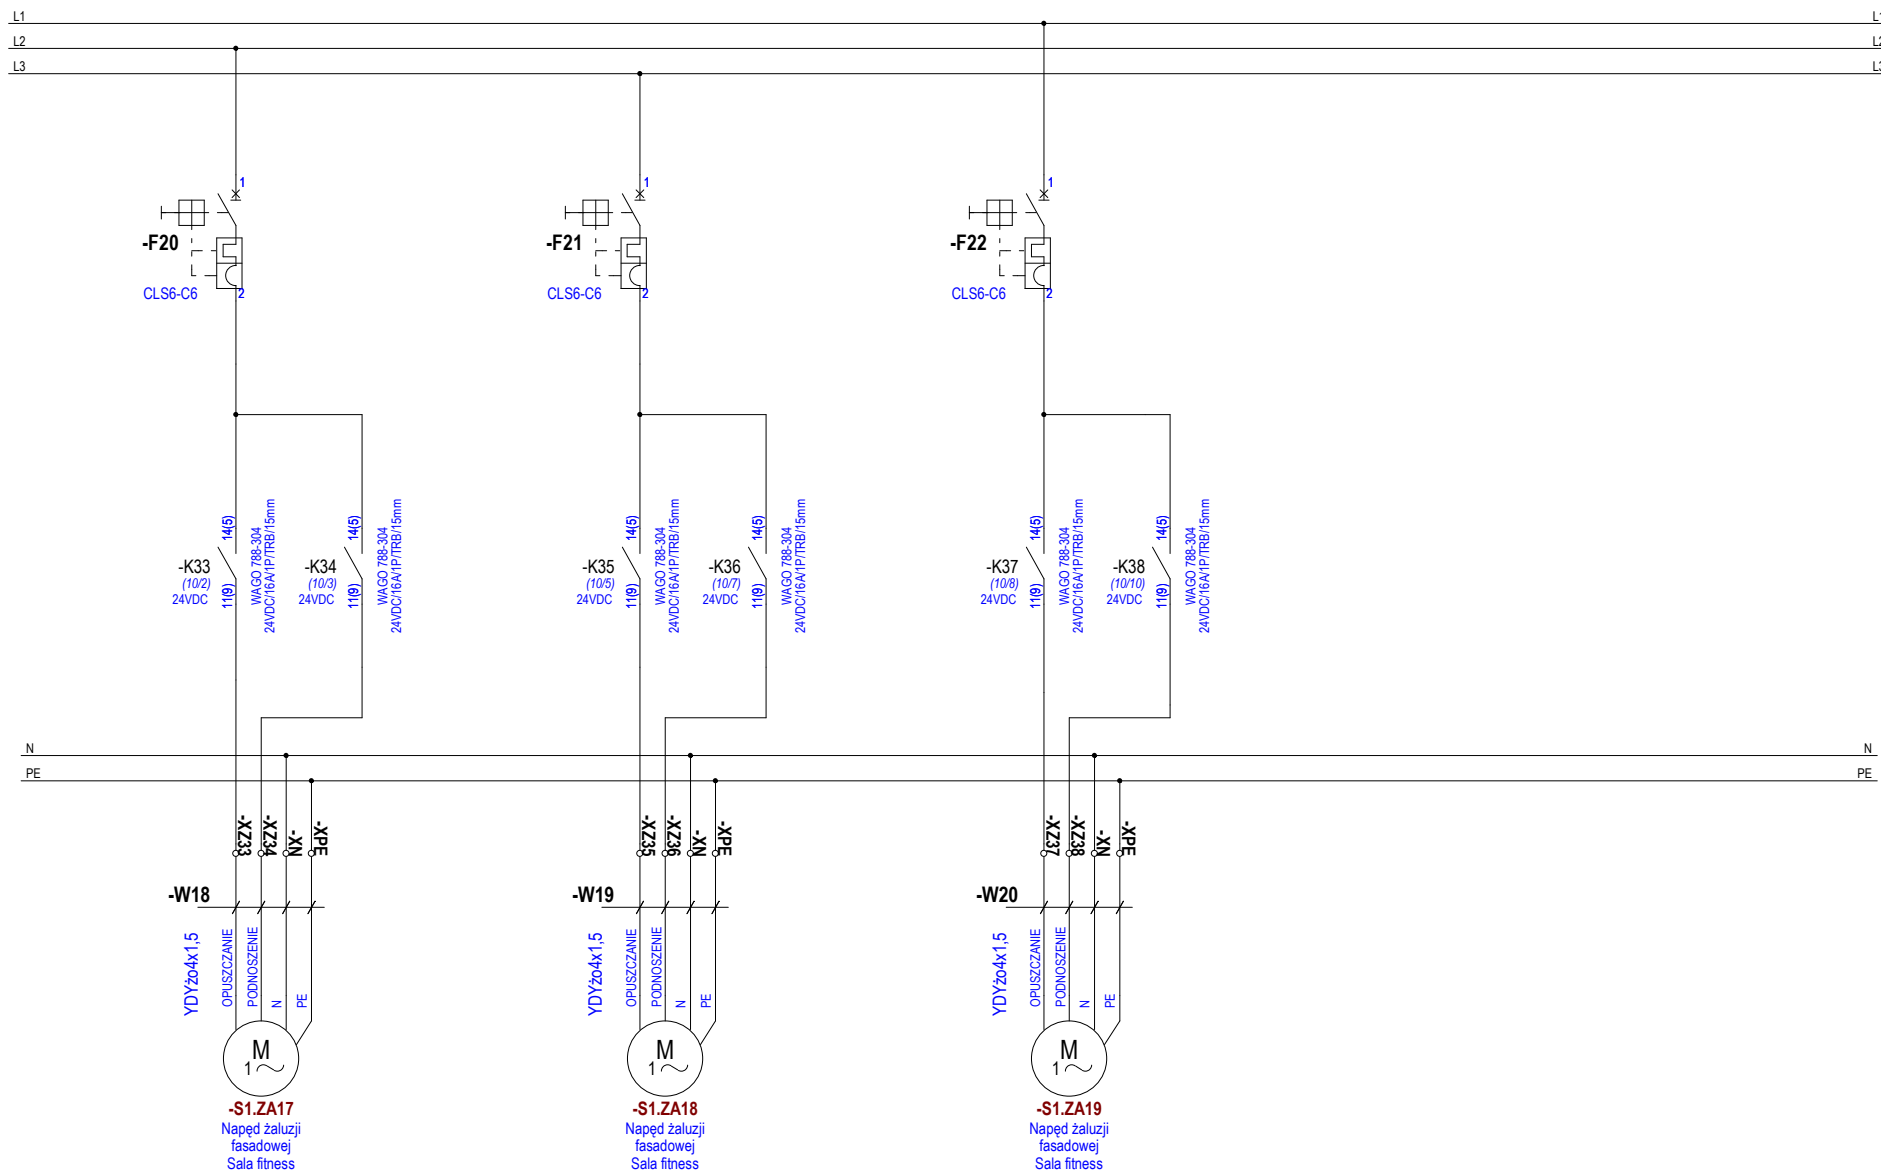 L1 L1
L2 L2
L3 L3
1 1 1
-F20 -F21 -F22
CLS6-C6 2 CLS6-C6 2 CLS6-C6 2
-K33
(10/2)
24VDC
14(5)
11(9)
WAGO 788-304
24VDC/16A/1P/TRB/15mm
-K34
(10/3)
24VDC
14(5)
11(9)
WAGO 788-304
24VDC/16A/1P/TRB/15mm
-K35
(10/5)
24VDC
14(5)
11(9)
WAGO 788-304
24VDC/16A/1P/TRB/15mm
-K36
(10/7)
24VDC
14(5)
11(9)
WAGO 788-304
24VDC/16A/1P/TRB/15mm
-K37
(10/8)
24VDC
14(5)
11(9)
WAGO 788-304
24VDC/16A/1P/TRB/15mm
-K38
(10/10)
24VDC
14(5)
11(9)
WAGO 788-304
24VDC/16A/1P/TRB/15mm
N N
PE PE
-XZ33
-XZ34
-XN
-XPE
-W18
YDYżo4x1,5
OPUSZCZANIE
PODNOSZENIE
N
PE
M
1
-S1.ZA17
Napęd żaluzji
fasadowej
Sala fitness
-XZ35
-XZ36
-XN
-XPE
-W19
YDYżo4x1,5
OPUSZCZANIE
PODNOSZENIE
N
PE
M
1
-S1.ZA18
Napęd żaluzji
fasadowej
Sala fitness
-XZ37
-XZ38
-XN
-XPE
-W20
YDYżo4x1,5
OPUSZCZANIE
PODNOSZENIE
N
PE
M
1
-S1.ZA19
Napęd żaluzji
fasadowej
Sala fitness